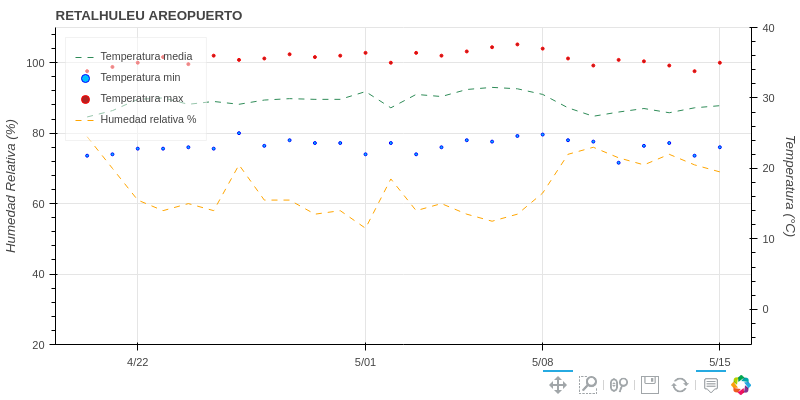 RETALHULEU AREOPUERTO
Temperatura media
Temperatura min
Temperatura max
Humedad relativa %
Humedad Relativa (%)
100
80
60
40
20
Temperatura (°C)
40
30
20
10
0
4/22
5/01
5/08
5/15